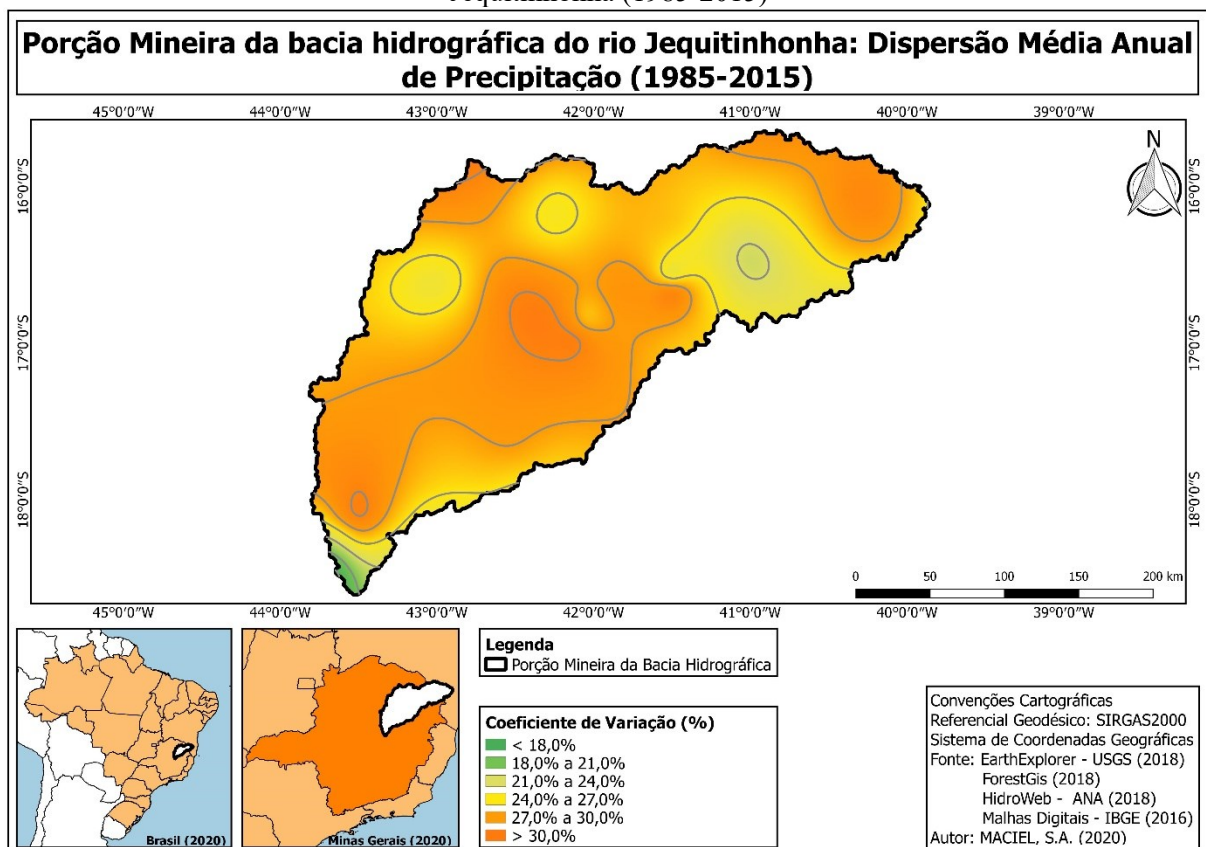 Jequitinhonha (1985-2015)
Porção Mineira da bacia hidrográfica do rio Jequitinhonha: Dispersão Média Anual
de Precipitação (1985-2015)
45°0'0"W 44°0'0"W 43°0'0"W 42°0'0"W 41°0'0"W 40°0'0"W 39°0'0"W
N
16°0'0"S 16°0'0"S
17°0'0"S 17°0'0"S
18°0'0"S 18°0'0"S
0 50 100 150 200 km
45°0'0"W 44°0'0"W 43°0'0"W 42°0'0"W 41°0'0"W 40°0'0"W 39°0'0"W
Brasil (2020)
Minas Gerais (2020)
Legenda
Porção Mineira da Bacia Hidrográfica
Coeficiente de Variação (%)
< 18,0%
18,0% a 21,0%
21,0% a 24,0%
24,0% a 27,0%
27,0% a 30,0%
> 30,0%
Convenções Cartográficas
Referencial Geodésico: SIRGAS2000
Sistema de Coordenadas Geográficas
Fonte: EarthExplorer - USGS (2018)
ForestGis (2018)
HidroWeb - ANA (2018)
Malhas Digitais - IBGE (2016)
Autor: MACIEL, S.A. (2020)